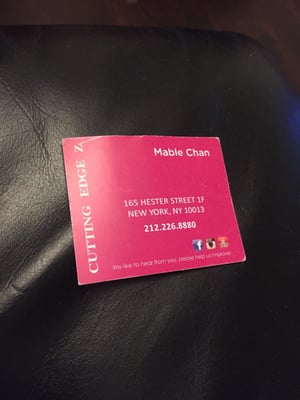 CUTTING EDGE Z
Mable Chan
165 HESTER STREET 1F
NEW YORK, NY 10013
212.226.8880
We like to hear from you, please help us improve.